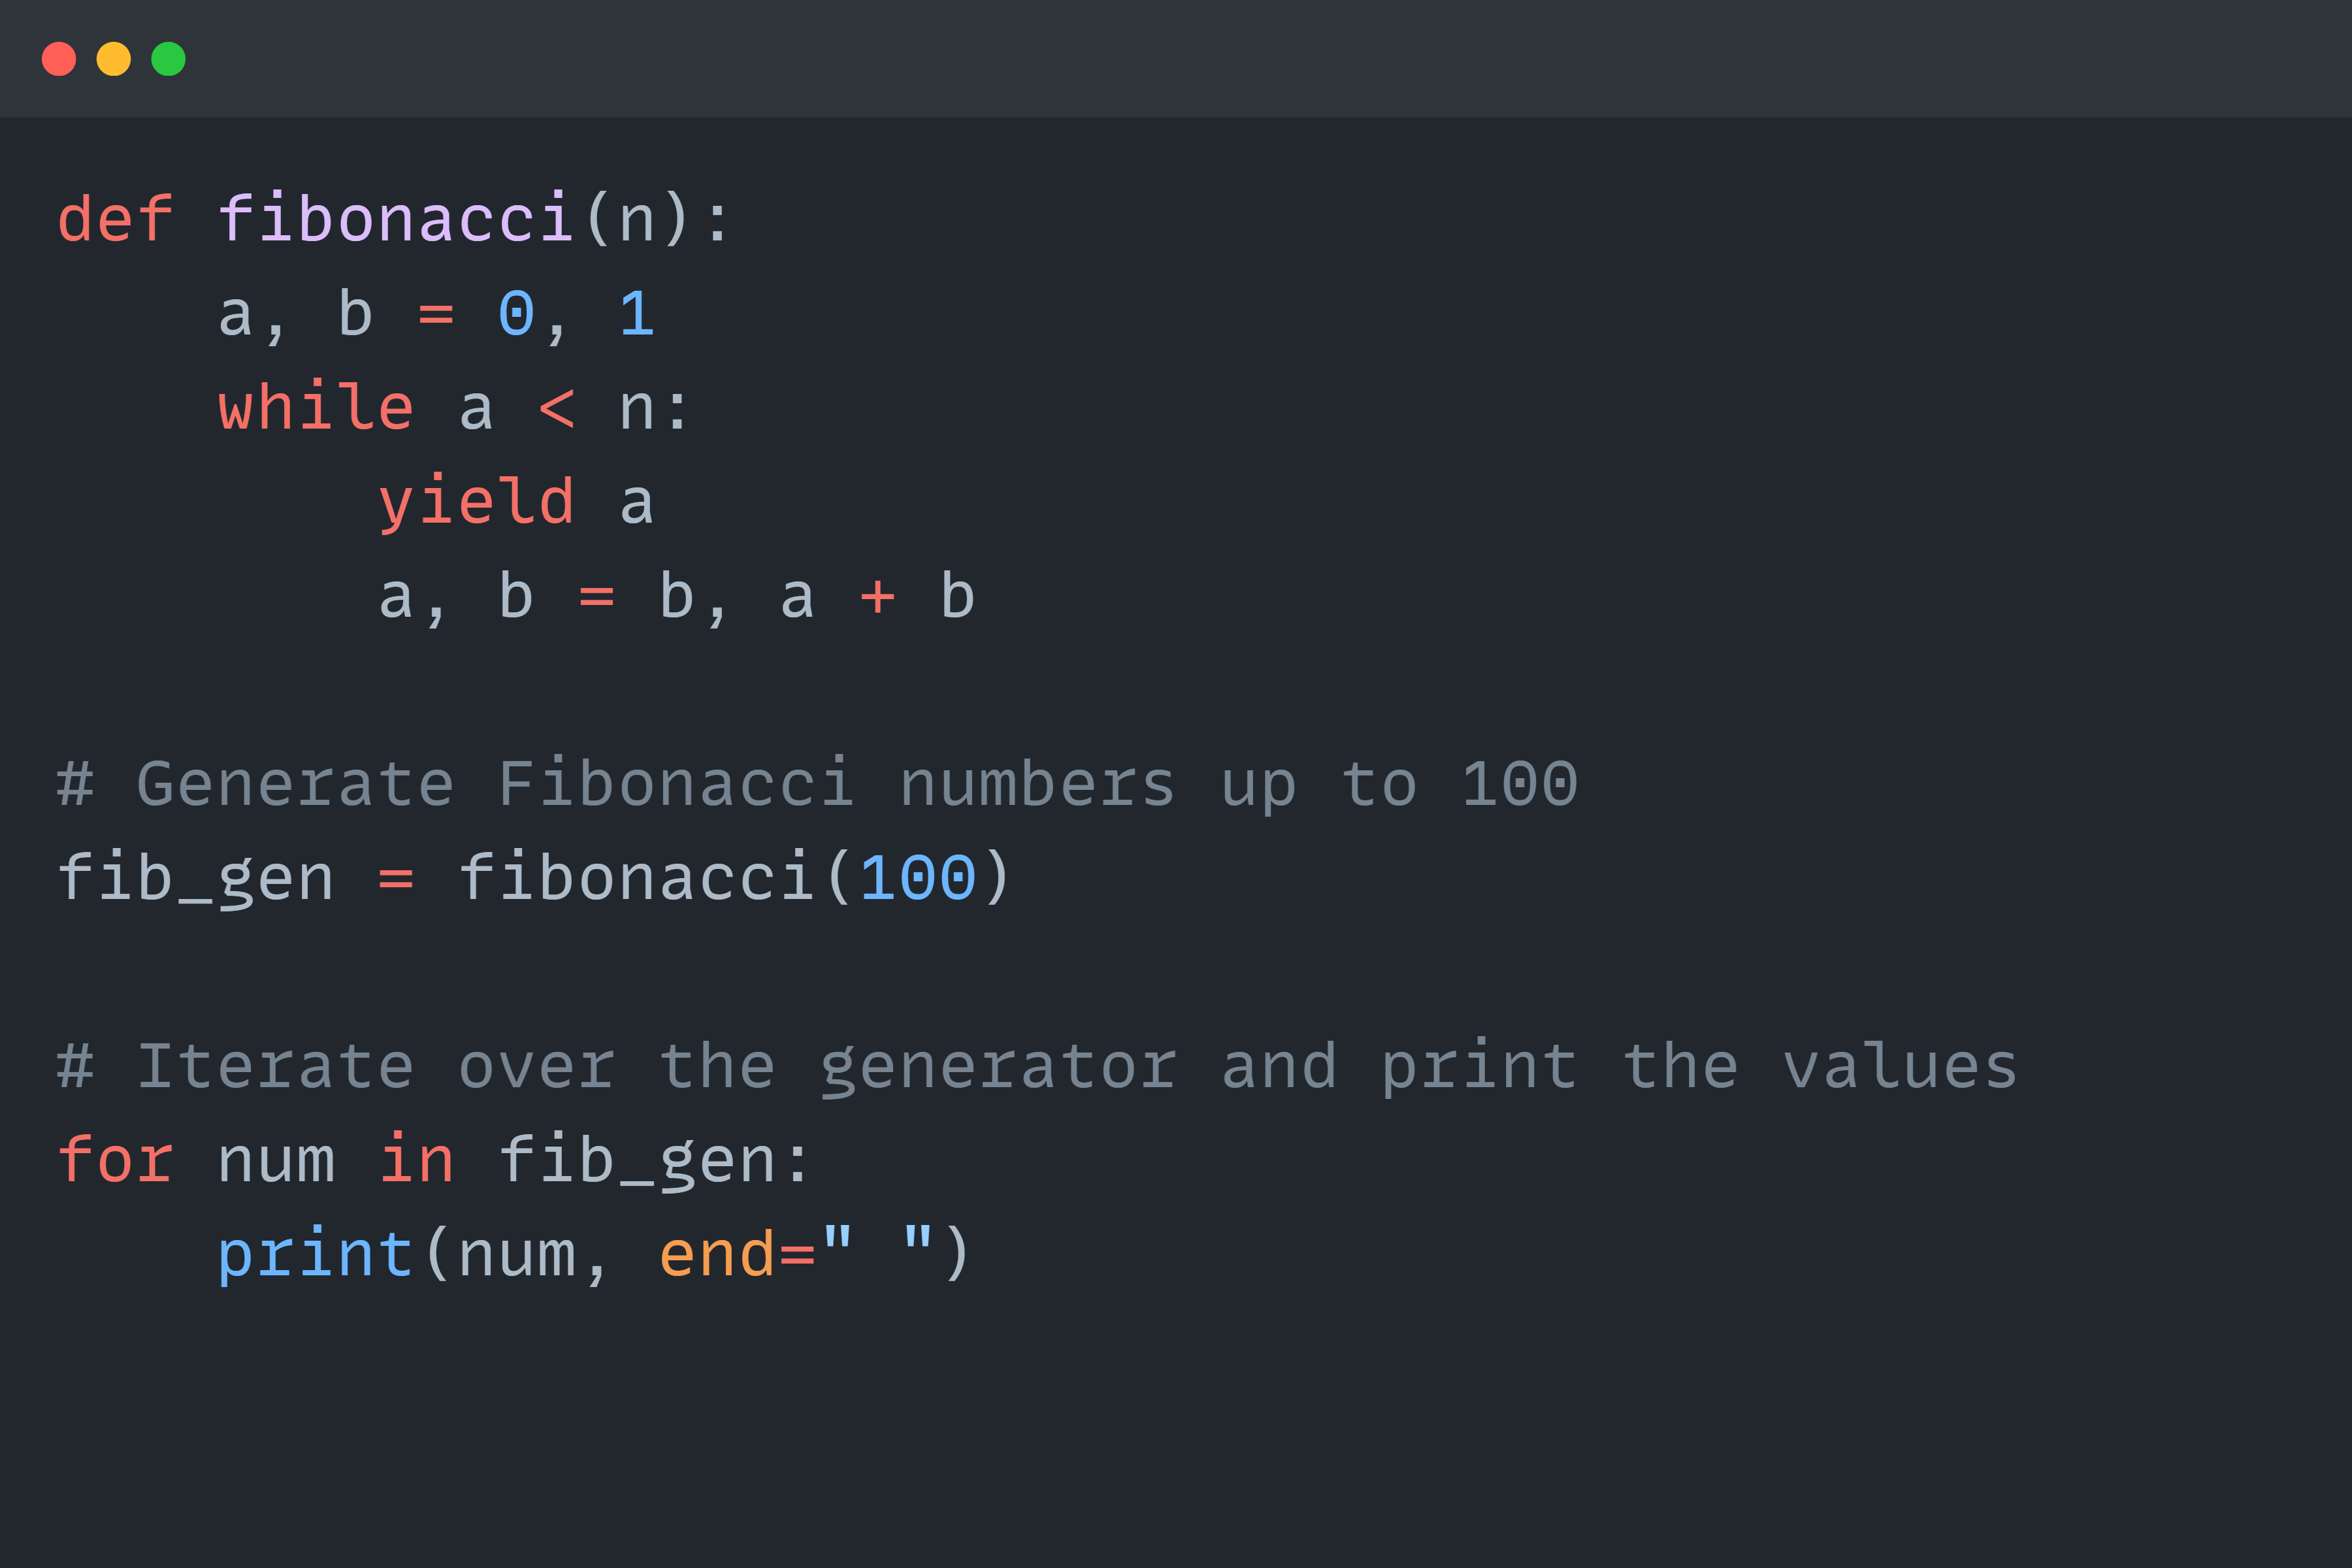 def fibonacci(n):
    a, b = 0, 1
    while a < n:
        yield a
        a, b = b, a + b

# Generate Fibonacci numbers up to 100
fib_gen = fibonacci(100)

# Iterate over the generator and print the values
for num in fib_gen:
    print(num, end=" ")